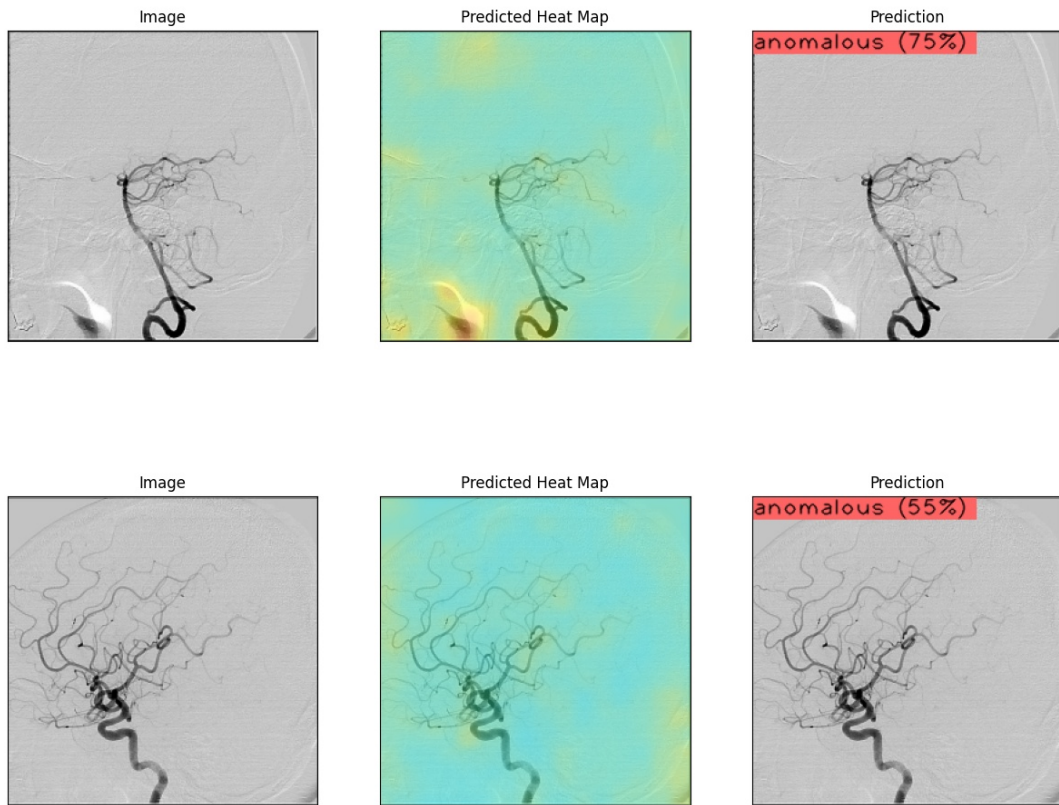 Image
Predicted Heat Map
Prediction
anomalous (75%)
Image
Predicted Heat Map
Prediction
anomalous (55%)